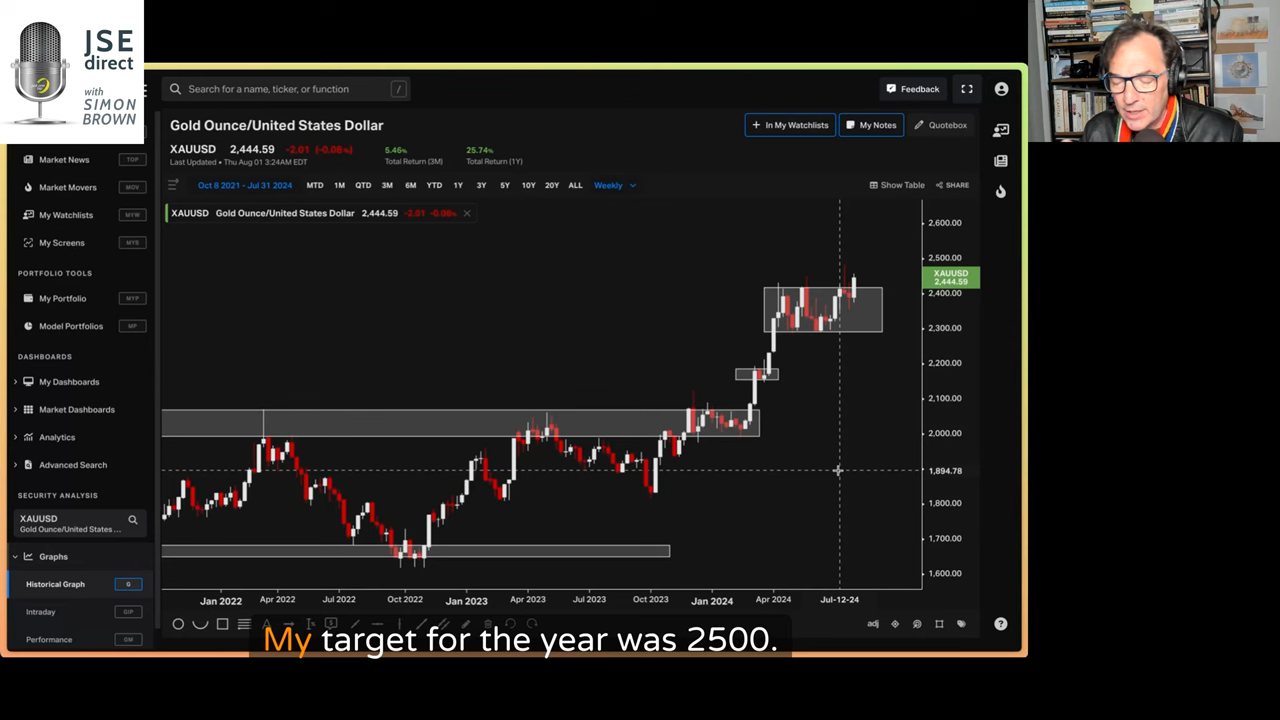 JSE
direct
with
SIMON
BROWN
Search for a name, ticker, or function
/
Feedback
Gold Ounce/United States Dollar
In My Watchlists
My Notes
Quotebox
XAUUSD 2,444.59 -2.01 (-0.08%)
5.46% 25.74%
Last Updated • Thu Aug 01 3:24AM EDT
Total Return (3M) Total Return (1Y)
Oct 8 2021 - Jul 31 2024 MTD 1M QTD 3M 6M YTD 1Y 3Y 5Y 10Y 20Y ALL Weekly
Show Table SHARE
XAUUSD Gold Ounce/United States Dollar 2,444.59 -2.01 -0.08%
Market News TOP
Market Movers MOV
My Watchlists MYW
My Screens MYS
PORTFOLIO TOOLS
My Portfolio MYP
Model Portfolios MP
DASHBOARDS
My Dashboards
Market Dashboards
Analytics
Advanced Search
SECURITY ANALYSIS
XAUUSD
Gold Ounce/United States ...
Graphs
Historical Graph G
Intraday GIP
Performance
2,600.00
2,500.00
XAUUSD
2,444.59
2,400.00
2,300.00
2,200.00
2,100.00
2,000.00
1,894.78
1,800.00
1,700.00
1,600.00
Jan 2022 Apr 2022 Jul 2022 Oct 2022 Jan 2023 Apr 2023 Jul 2023 Oct 2023 Jan 2024 Apr 2024 Jul-12-24
adj
My target for the year was 2500.